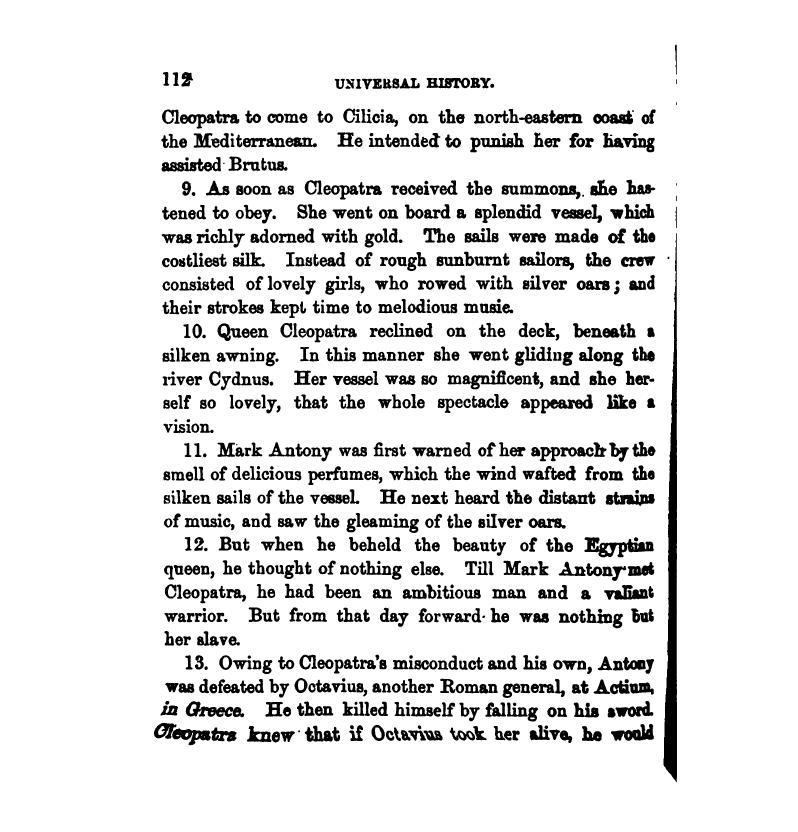 112
UNIVERSAL HISTORY.
Cleopatra to come to Cilicia, on the north-eastern coast of
the Mediterranean. He intended to punish her for having
assisted Brutus.
9. As soon as Cleopatra received the summons, she has-
tened to obey. She went on board a splendid vessel, which
was richly adorned with gold. The sails were made of the
costliest silk. Instead of rough sunburnt sailors, the crew
consisted of lovely girls, who rowed with silver oars; and
their strokes kept time to melodious music.
10. Queen Cleopatra reclined on the deck, beneath a
silken awning. In this manner she went gliding along the
river Cydnus. Her vessel was so magnificent, and she her-
self so lovely, that the whole spectacle appeared like a
vision.
11. Mark Antony was first warned of her approach by the
smell of delicious perfumes, which the wind wafted from the
silken sails of the vessel. He next heard the distant strains
of music, and saw the gleaming of the silver oars.
12. But when he beheld the beauty of the Egyptian
queen, he thought of nothing else. Till Mark Antony met
Cleopatra, he had been an ambitious man and a valiant
warrior. But from that day forward he was nothing but
her slave.
13. Owing to Cleopatra's misconduct and his own, Antony
was defeated by Octavius, another Roman general, at Actium,
in Greece. He then killed himself by falling on his sword.
Cleopatra knew that if Octavius took her alive, he would